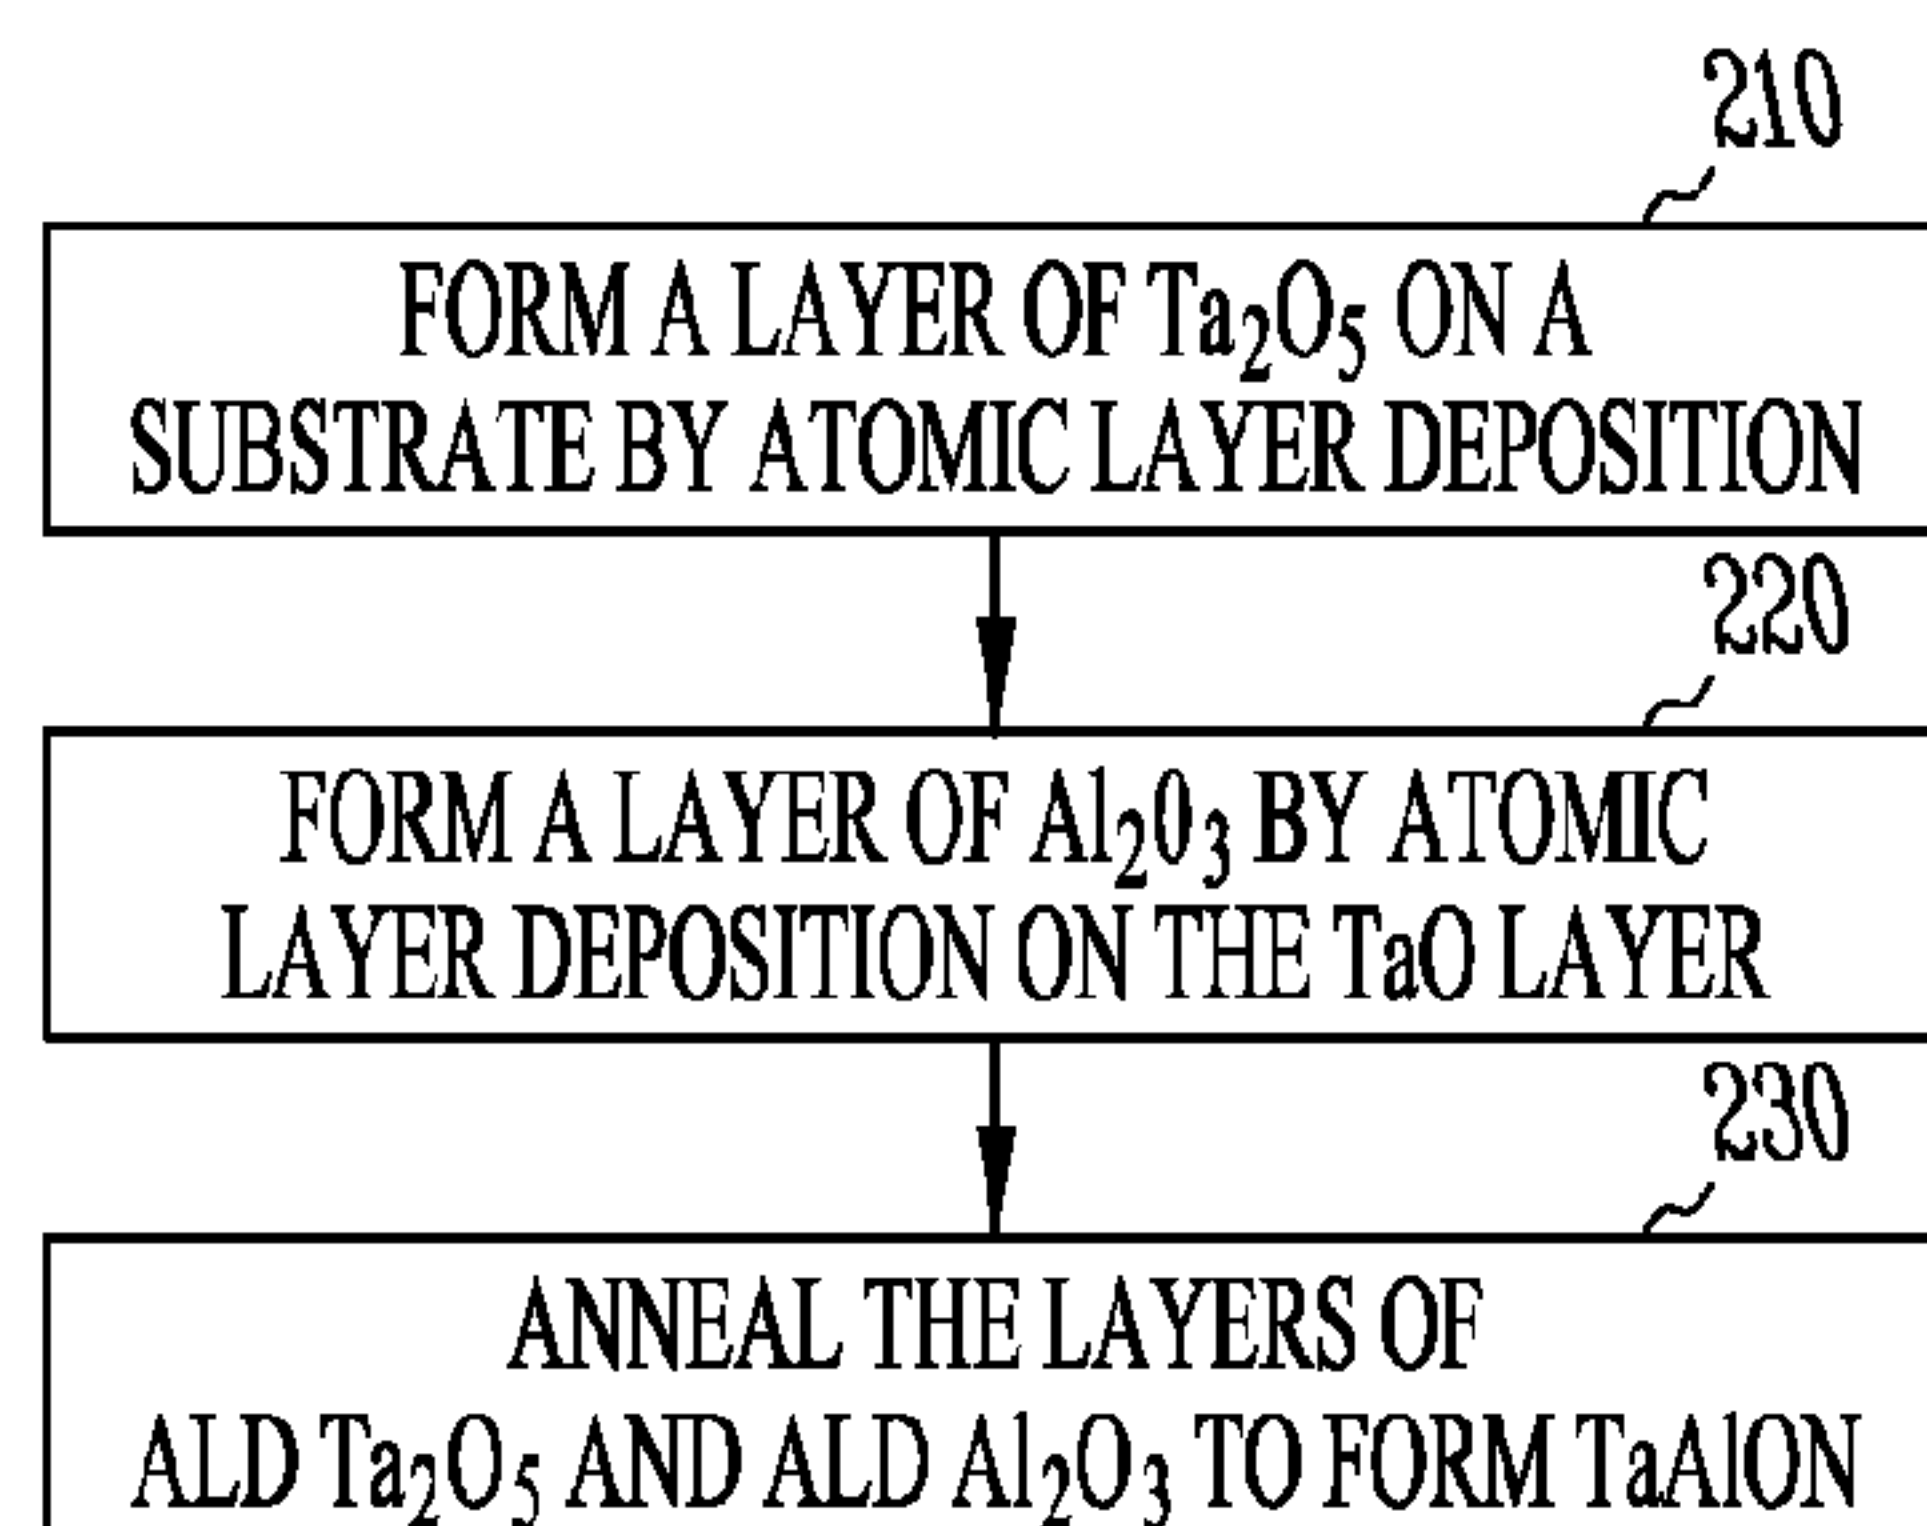 210
FORM A LAYER OF Ta₂O₅ ON A
SUBSTRATE BY ATOMIC LAYER DEPOSITION
220
FORM A LAYER OF Al₂0₃ BY ATOMIC
LAYER DEPOSITION ON THE TaO LAYER
230
ANNEAL THE LAYERS OF
ALD Ta₂O₅ AND ALD Al₂O₃ TO FORM TaAlON